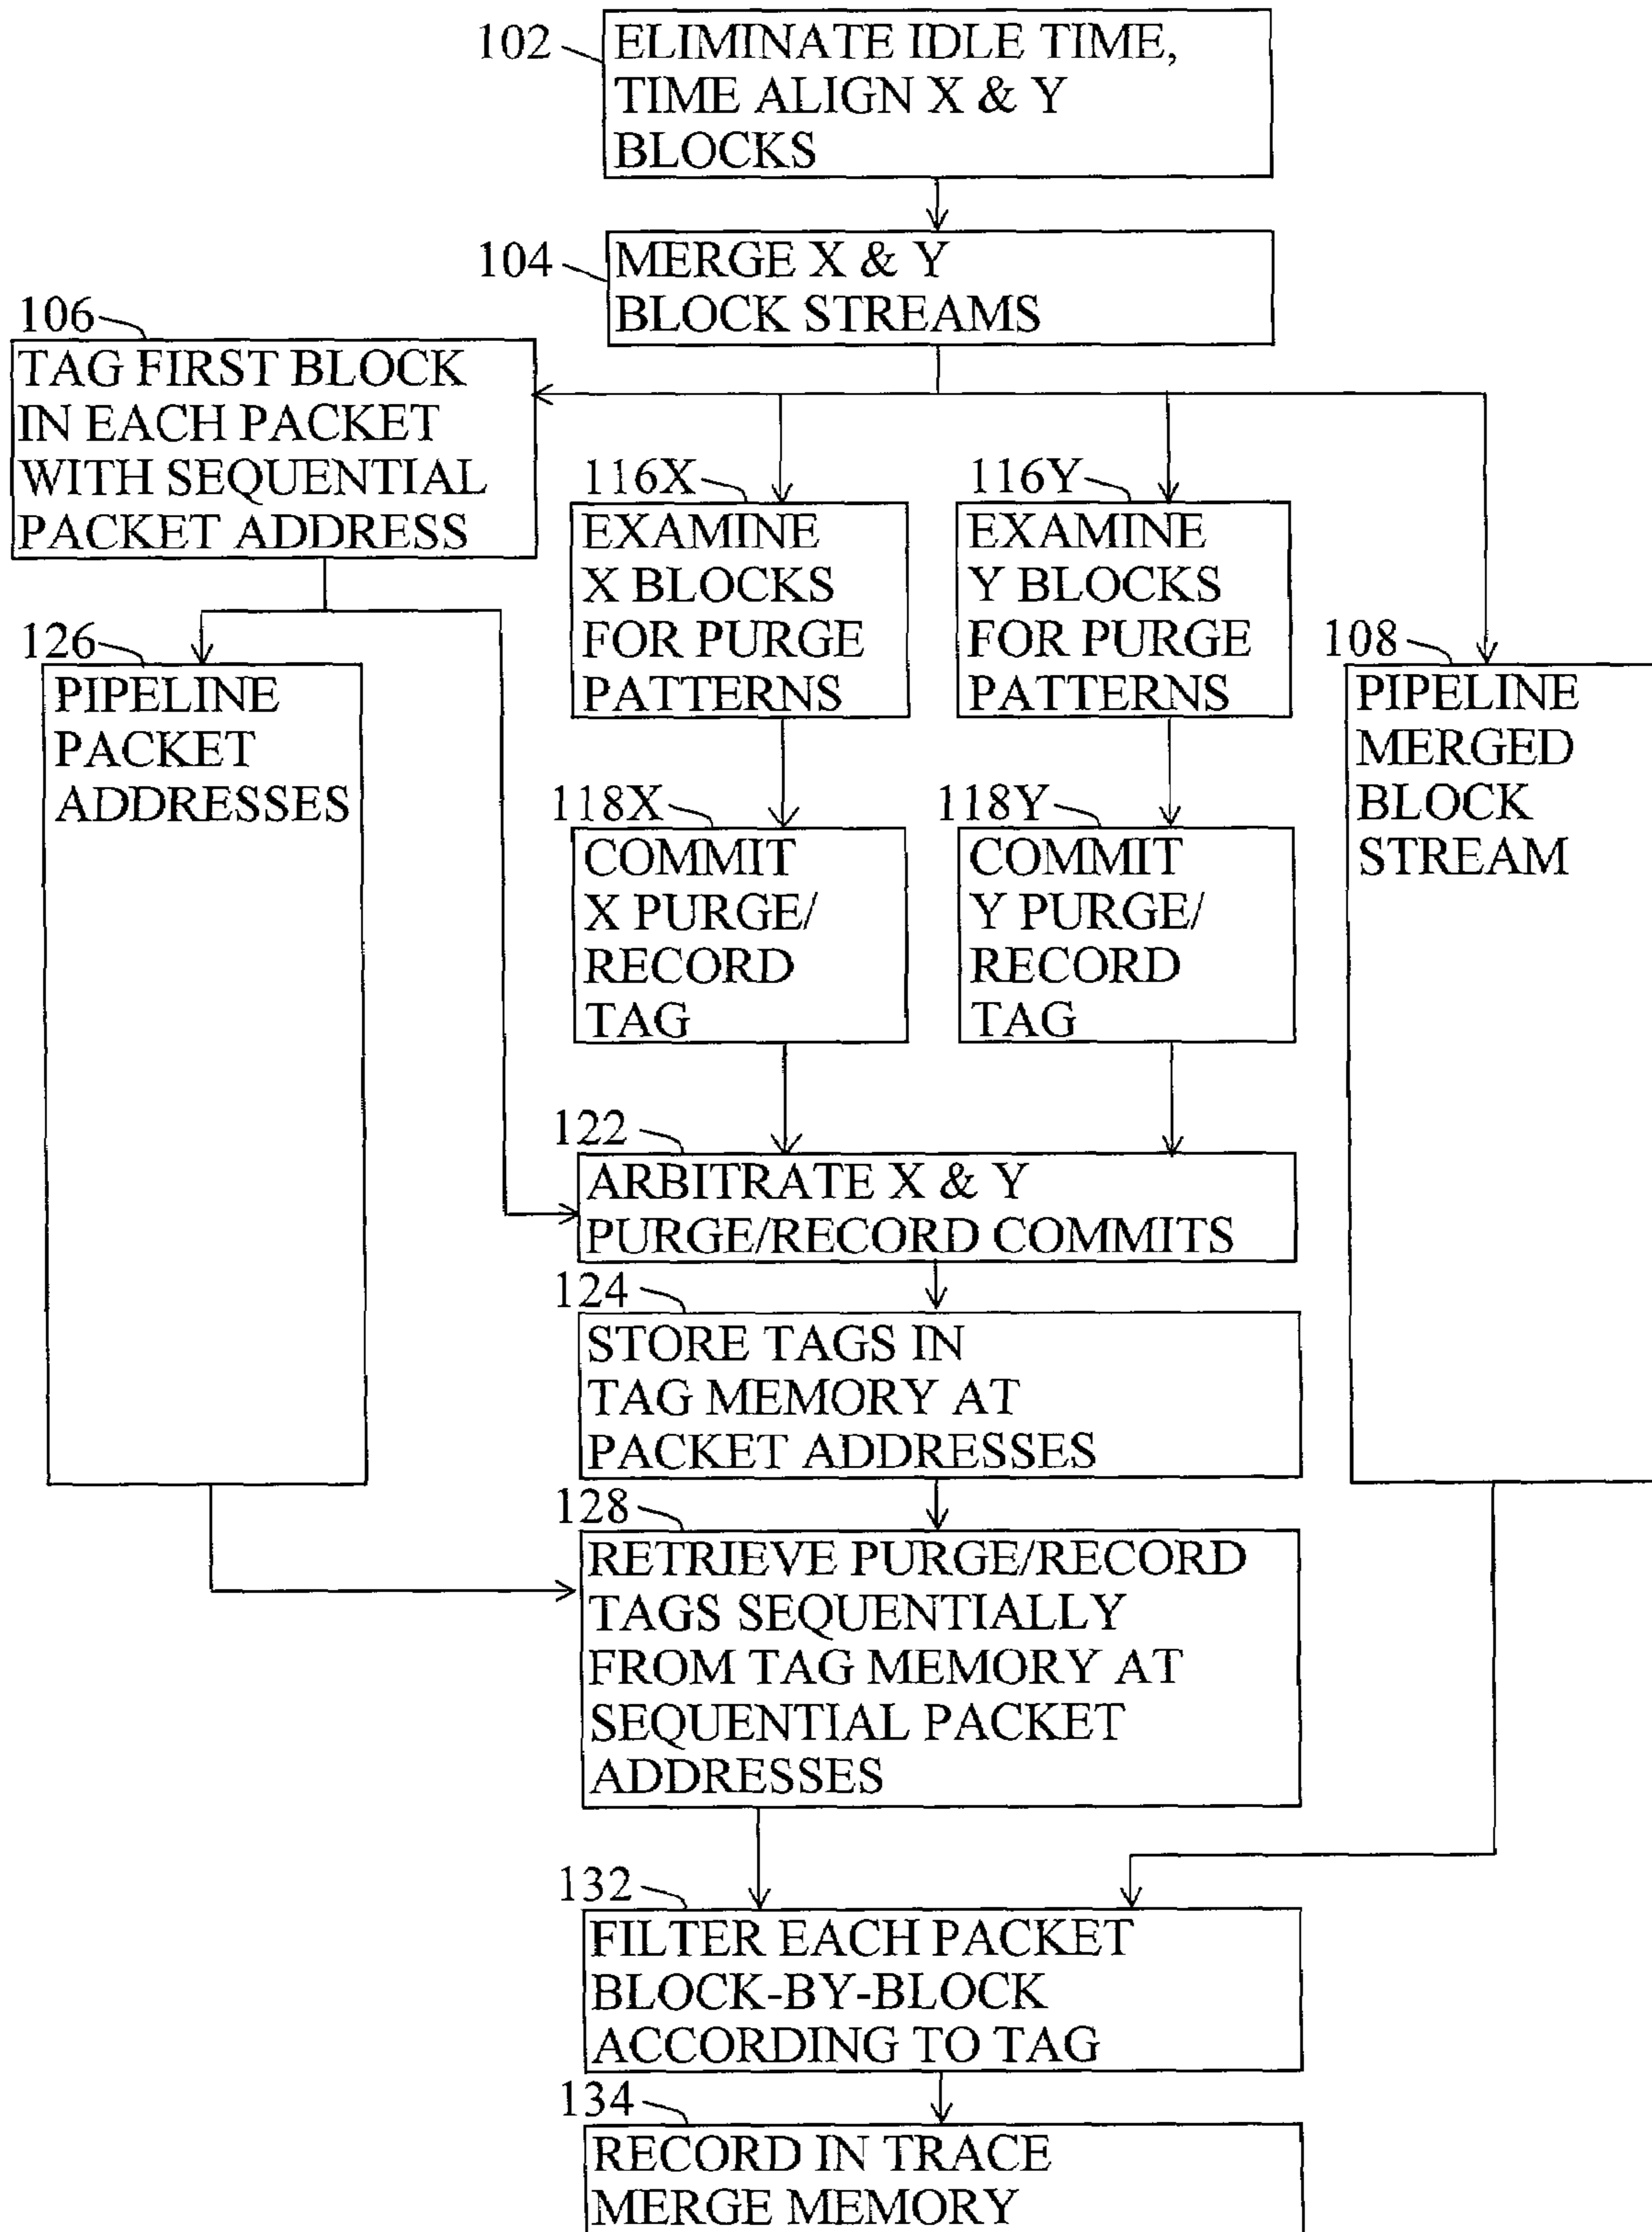 102
ELIMINATE IDLE TIME,
TIME ALIGN X & Y
BLOCKS
104
MERGE X & Y
BLOCK STREAMS
106
TAG FIRST BLOCK
IN EACH PACKET
WITH SEQUENTIAL
PACKET ADDRESS
116X
EXAMINE
X BLOCKS
FOR PURGE
PATTERNS
116Y
EXAMINE
Y BLOCKS
FOR PURGE
PATTERNS
126
PIPELINE
PACKET
ADDRESSES
108
PIPELINE
MERGED
BLOCK
STREAM
118X
COMMIT
X PURGE/
RECORD
TAG
118Y
COMMIT
Y PURGE/
RECORD
TAG
122
ARBITRATE X & Y
PURGE/RECORD COMMITS
124
STORE TAGS IN
TAG MEMORY AT
PACKET ADDRESSES
128
RETRIEVE PURGE/RECORD
TAGS SEQUENTIALLY
FROM TAG MEMORY AT
SEQUENTIAL PACKET
ADDRESSES
132
FILTER EACH PACKET
BLOCK-BY-BLOCK
ACCORDING TO TAG
134
RECORD IN TRACE
MERGE MEMORY